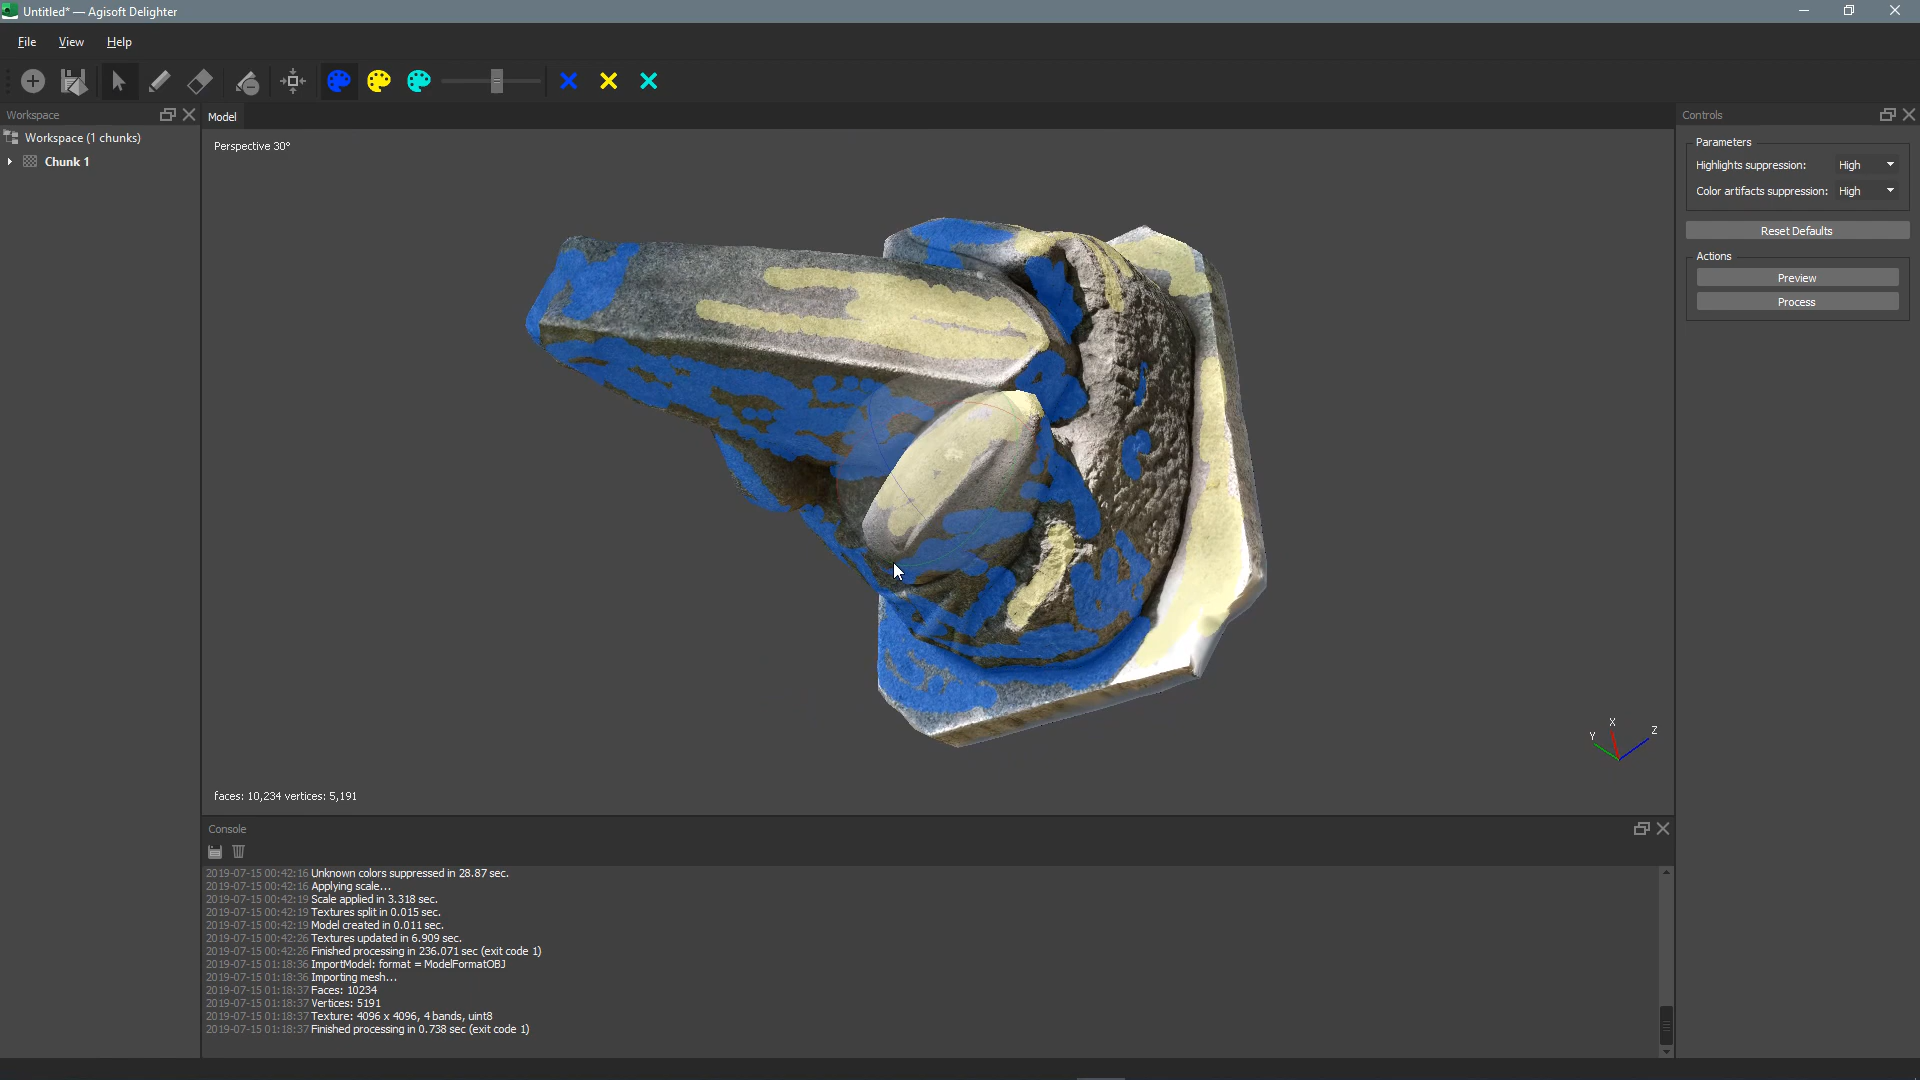 Untitled* — Agisoft Delighter
File View Help
Workspace
Workspace (1 chunks)
Chunk 1
Model
Perspective 30°
X
Y
Z
faces: 10,234 vertices: 5,191
Console
2019-07-15 00:42:16 Unknown colors suppressed in 28.87 sec.
2019-07-15 00:42:16 Applying scale...
2019-07-15 00:42:19 Scale applied in 3.318 sec.
2019-07-15 00:42:19 Textures split in 0.015 sec.
2019-07-15 00:42:19 Model created in 0.011 sec.
2019-07-15 00:42:26 Textures updated in 6.909 sec.
2019-07-15 00:42:26 Finished processing in 236.071 sec (exit code 1)
2019-07-15 01:18:36 ImportModel: format = ModelFormatOBJ
2019-07-15 01:18:36 Importing mesh...
2019-07-15 01:18:37 Faces: 10234
2019-07-15 01:18:37 Vertices: 5191
2019-07-15 01:18:37 Texture: 4096 x 4096, 4 bands, uint8
2019-07-15 01:18:37 Finished processing in 0.738 sec (exit code 1)
Controls
Parameters
Highlights suppression: High
Color artifacts suppression: High
Reset Defaults
Actions
Preview
Process